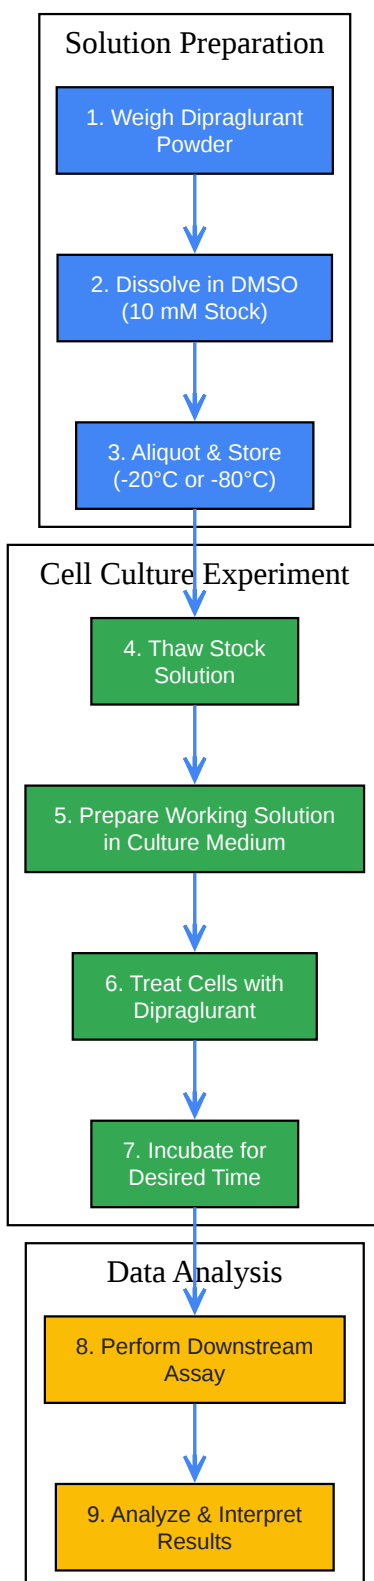 Solution Preparation
1. Weigh Dipraglurant
Powder
2. Dissolve in DMSO
(10 mM Stock)
3. Aliquot & Store
(-20°C or -80°C)
Cell Culture Experiment
4. Thaw Stock
Solution
5. Prepare Working Solution
in Culture Medium
6. Treat Cells with
Dipraglurant
7. Incubate for
Desired Time
Data Analysis
8. Perform Downstream
Assay
9. Analyze & Interpret
Results